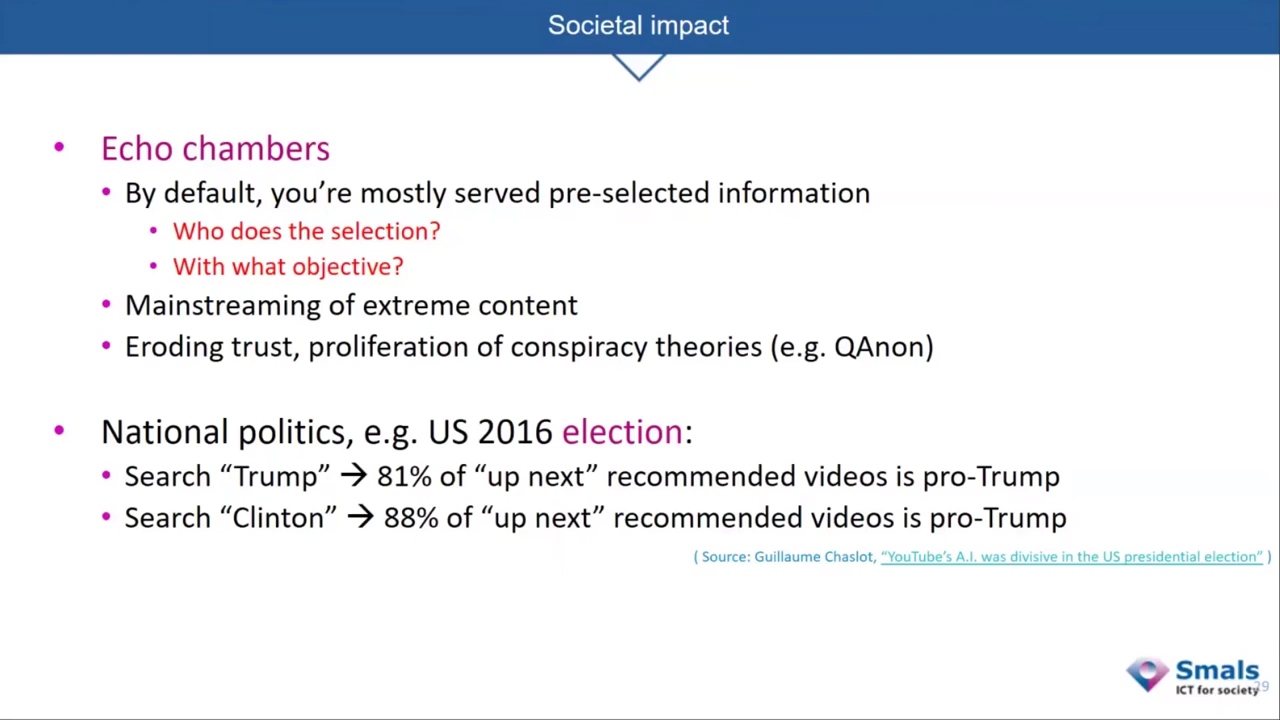 Societal impact
• Echo chambers
• By default, you’re mostly served pre-selected information
• Who does the selection?
• With what objective?
• Mainstreaming of extreme content
• Eroding trust, proliferation of conspiracy theories (e.g. QAnon)
• National politics, e.g. US 2016 election:
• Search “Trump” → 81% of “up next” recommended videos is pro-Trump
• Search “Clinton” → 88% of “up next” recommended videos is pro-Trump
( Source: Guillaume Chaslot, “YouTube’s A.I. was divisive in the US presidential election” )
Smals
ICT for society
29